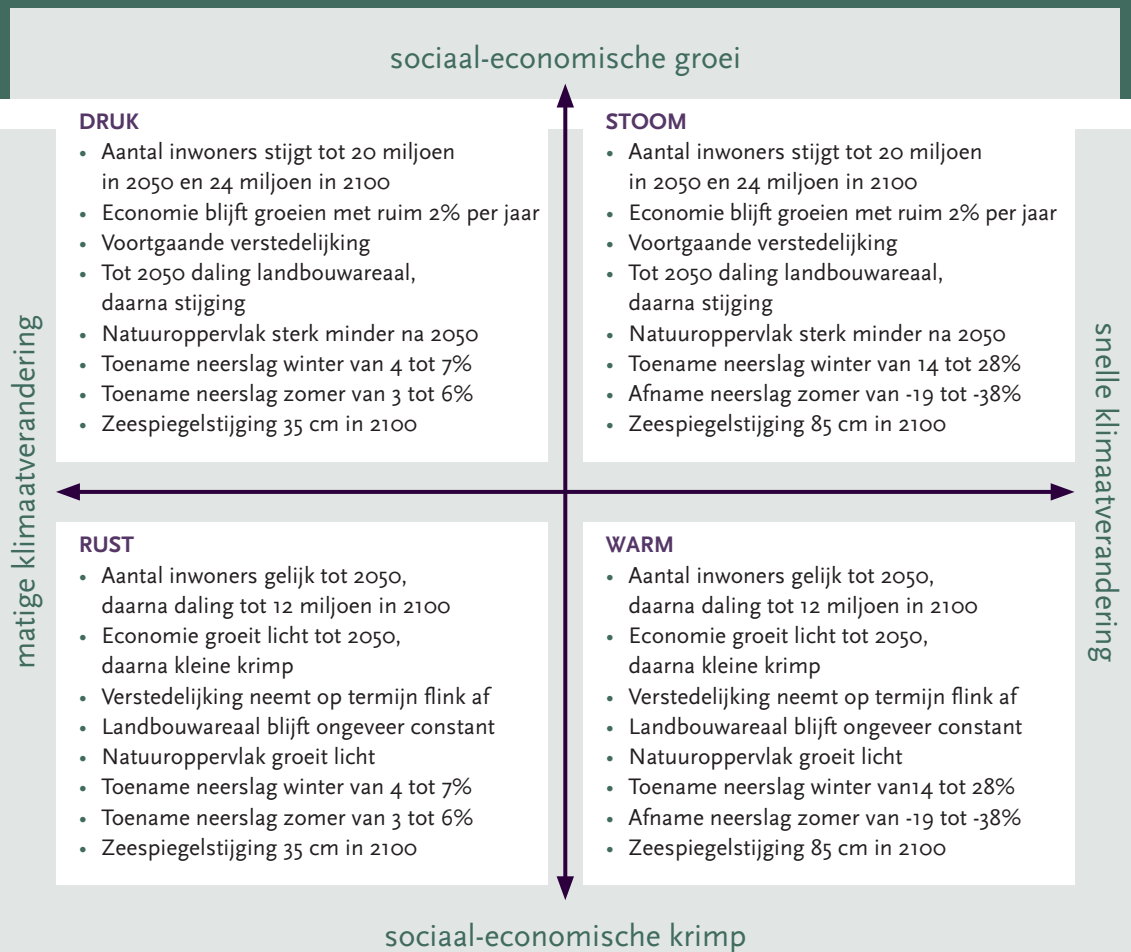 sociaal-economische groei
matige klimaatverandering
DRUK
• Aantal inwoners stijgt tot 20 miljoen
in 2050 en 24 miljoen in 2100
• Economie blijft groeien met ruim 2% per jaar
• Voortgaande verstedelijking
• Tot 2050 daling landbouwareaal,
daarna stijging
• Natuuroppervlak sterk minder na 2050
• Toename neerslag winter van 4 tot 7%
• Toename neerslag zomer van 3 tot 6%
• Zeespiegelstijging 35 cm in 2100
STOOM
• Aantal inwoners stijgt tot 20 miljoen
in 2050 en 24 miljoen in 2100
• Economie blijft groeien met ruim 2% per jaar
• Voortgaande verstedelijking
• Tot 2050 daling landbouwareaal,
daarna stijging
• Natuuroppervlak sterk minder na 2050
• Toename neerslag winter van 14 tot 28%
• Afname neerslag zomer van -19 tot -38%
• Zeespiegelstijging 85 cm in 2100
snelle klimaatverandering
RUST
• Aantal inwoners gelijk tot 2050,
daarna daling tot 12 miljoen in 2100
• Economie groeit licht tot 2050,
daarna kleine krimp
• Verstedelijking neemt op termijn flink af
• Landbouwareaal blijft ongeveer constant
• Natuuroppervlak groeit licht
• Toename neerslag winter van 4 tot 7%
• Toename neerslag zomer van 3 tot 6%
• Zeespiegelstijging 35 cm in 2100
WARM
• Aantal inwoners gelijk tot 2050,
daarna daling tot 12 miljoen in 2100
• Economie groeit licht tot 2050,
daarna kleine krimp
• Verstedelijking neemt op termijn flink af
• Landbouwareaal blijft ongeveer constant
• Natuuroppervlak groeit licht
• Toename neerslag winter van14 tot 28%
• Afname neerslag zomer van -19 tot -38%
• Zeespiegelstijging 85 cm in 2100
sociaal-economische krimp